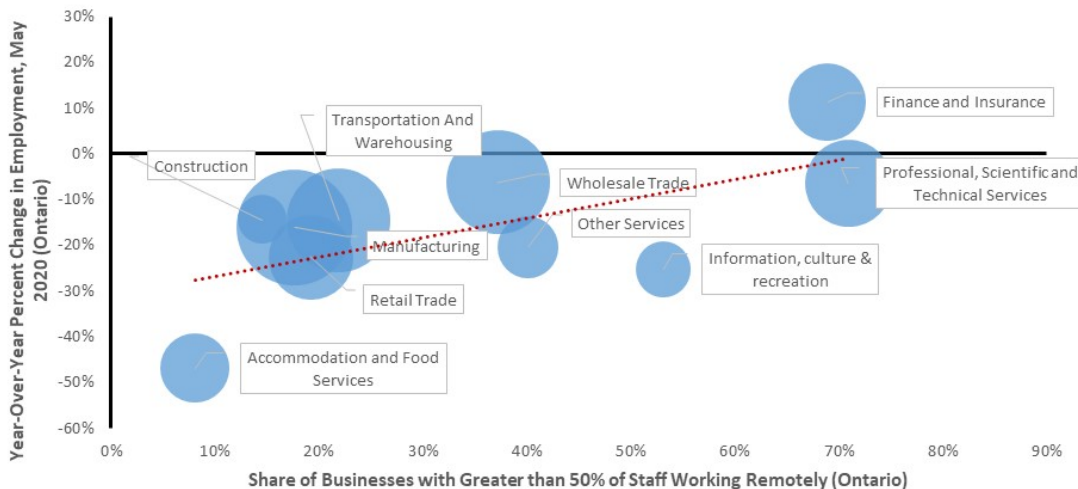 Year-Over-Year Percent Change in Employment, May
2020 (Ontario)
30%
20%
10%
0%
-10%
-20%
-30%
-40%
-50%
-60%
Transportation And
Warehousing
Construction
Finance and Insurance
Wholesale Trade
Professional, Scientific and
Technical Services
Other Services
Manufacturing
Information, culture &
recreation
Retail Trade
Accommodation and Food
Services
0%
10%
20%
30%
40%
50%
60%
70%
80%
90%
Share of Businesses with Greater than 50% of Staff Working Remotely (Ontario)